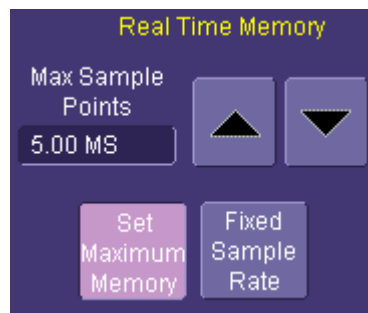 Real Time Memory
Max Sample
Points
5.00 MS
Set
Maximum
Memory
Fixed
Sample
Rate